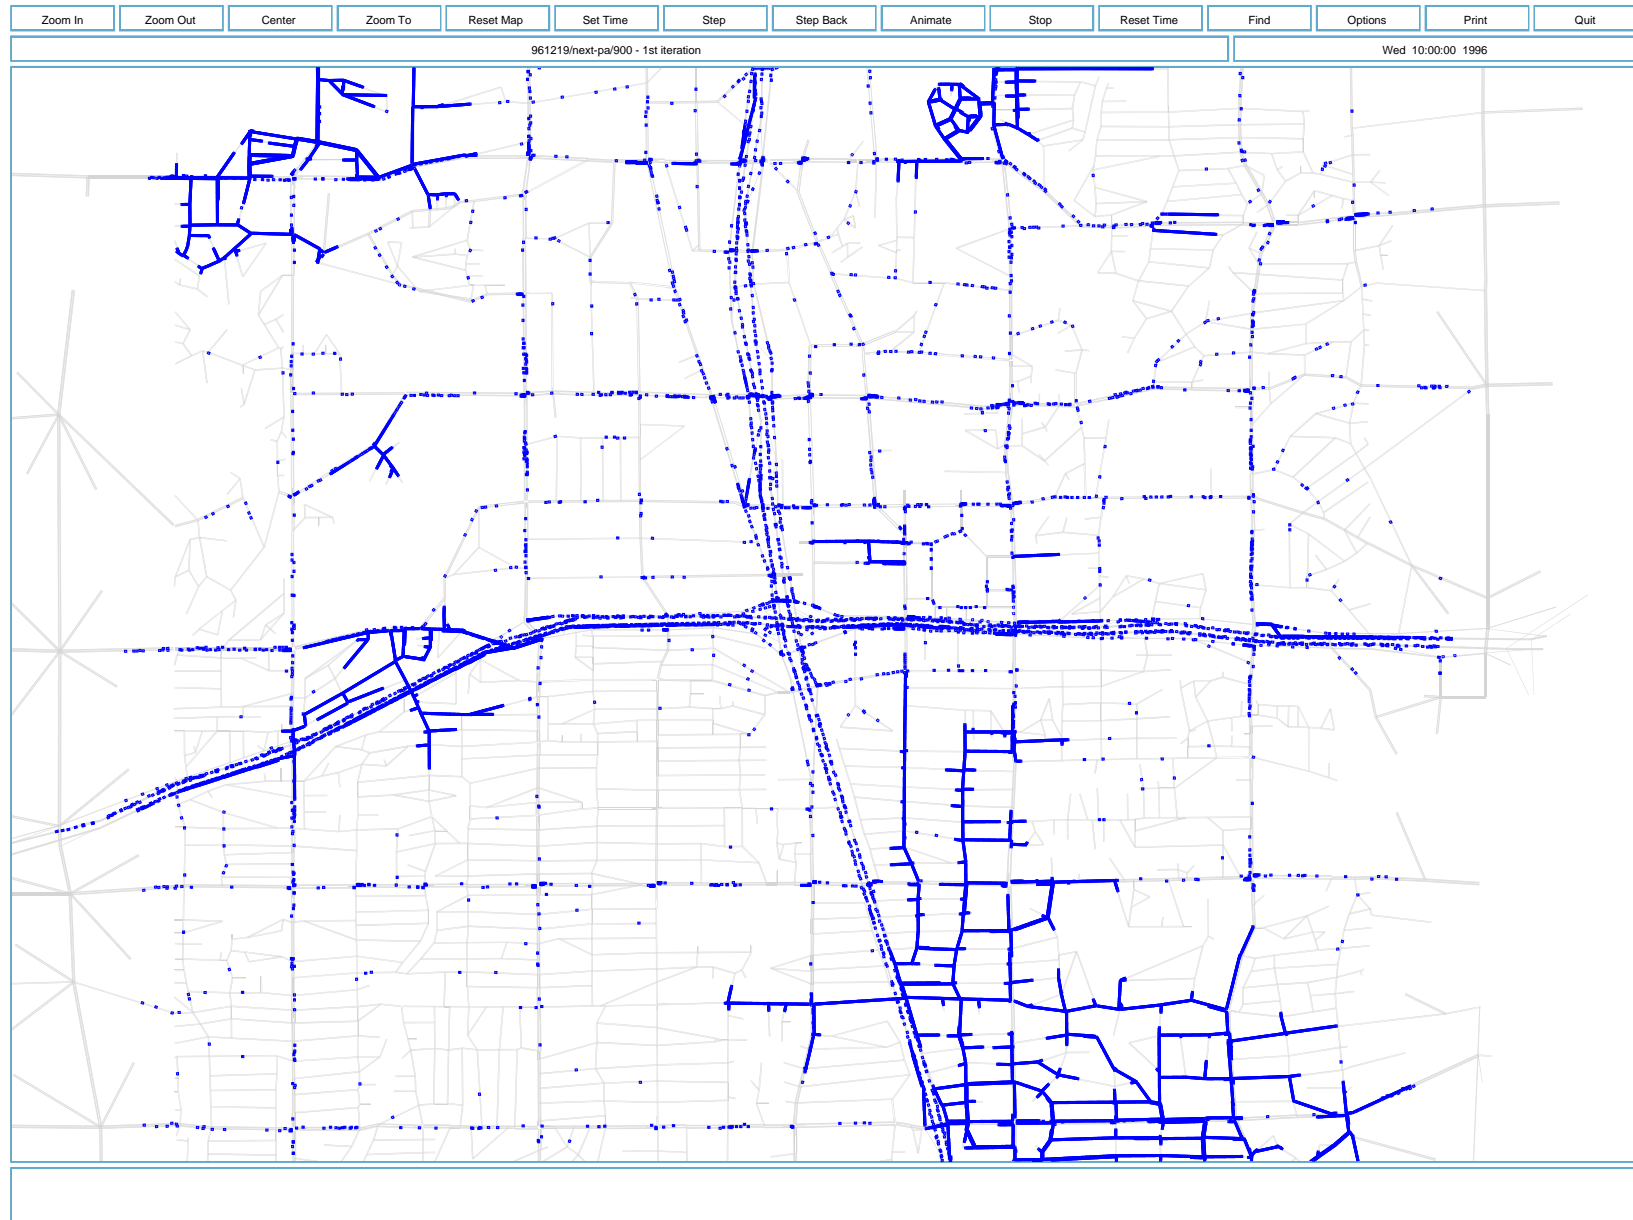 Zoom In Zoom Out Center Zoom To Reset Map Set Time Step Step Back Animate Stop Reset Time Find Options Print Quit
961219/next-pa/900 - 1st iteration Wed 10:00:00 1996